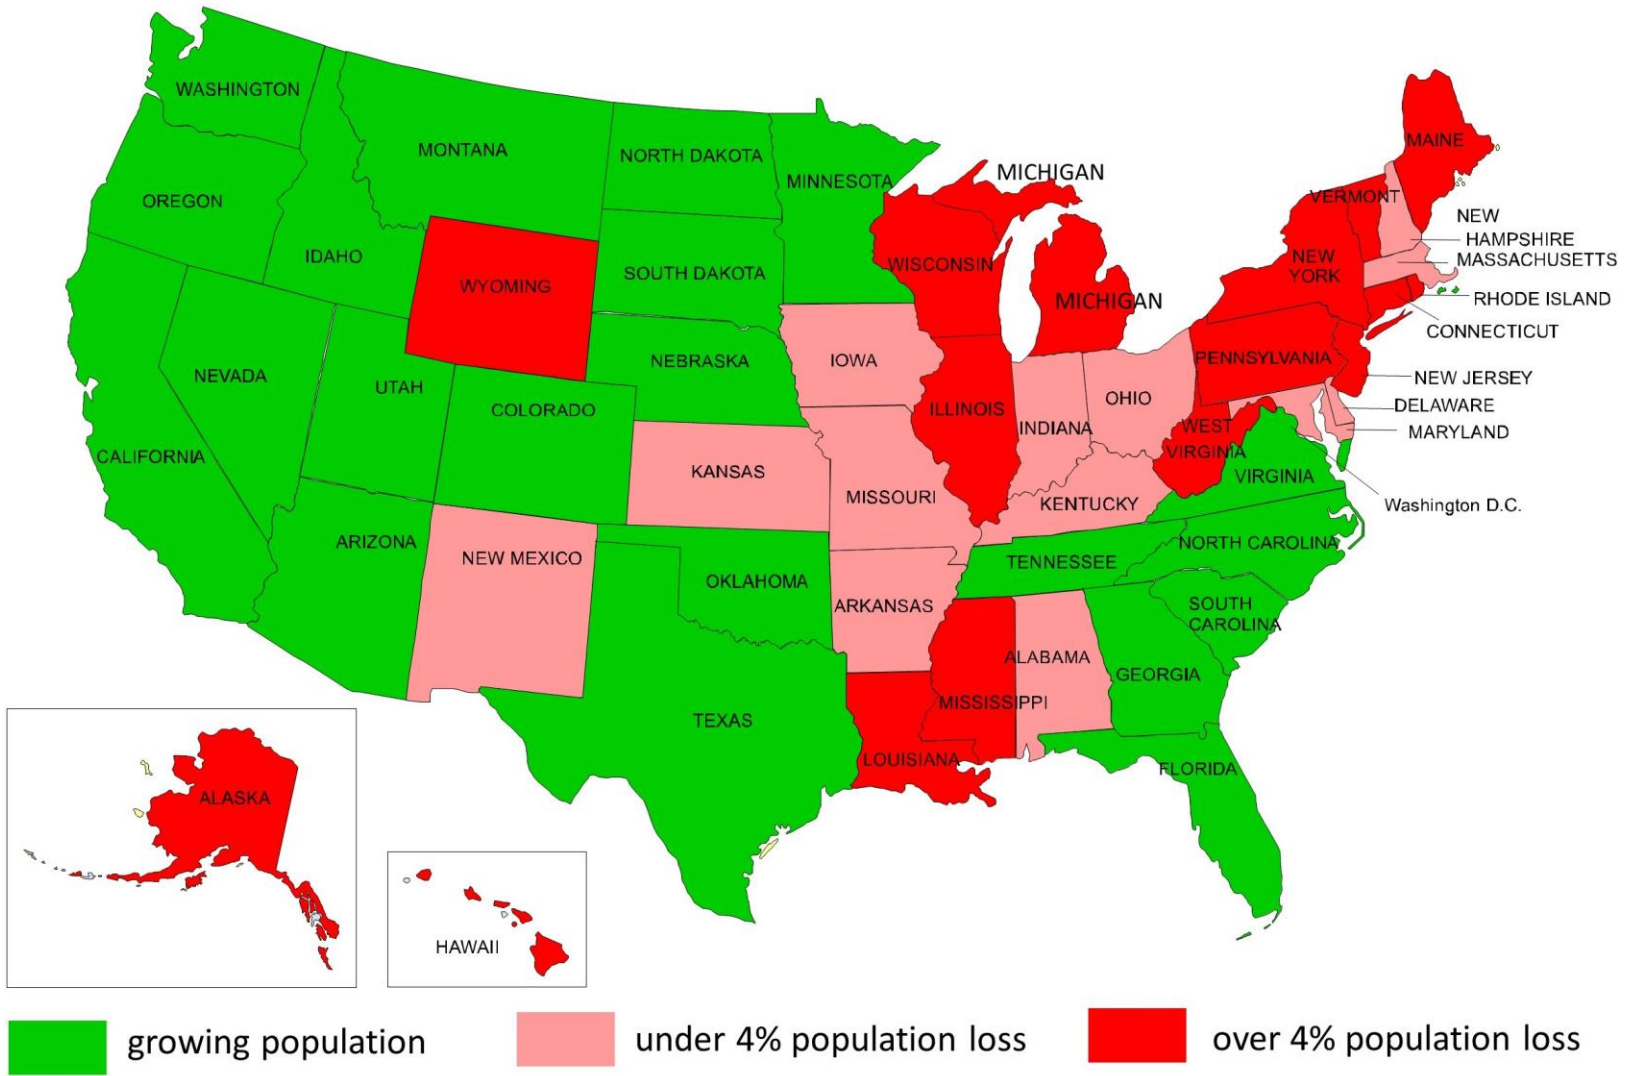 WASHINGTON
MONTANA
NORTH DAKOTA
MINNESOTA
MICHIGAN
MAINE
OREGON
IDAHO
WYOMING
SOUTH DAKOTA
WISCONSIN
MICHIGAN
VERMONT
NEW
YORK
NEW
HAMPSHIRE
MASSACHUSETTS
RHODE ISLAND
CONNECTICUT
NEVADA
UTAH
COLORADO
NEBRASKA
IOWA
ILLINOIS
INDIANA
OHIO
PENNSYLVANIA
NEW JERSEY
DELAWARE
MARYLAND
CALIFORNIA
KANSAS
MISSOURI
KENTUCKY
WEST
VIRGINIA
VIRGINIA
Washington D.C.
ARIZONA
NEW MEXICO
OKLAHOMA
ARKANSAS
TENNESSEE
NORTH CAROLINA
SOUTH
CAROLINA
TEXAS
LOUISIANA
MISSISSIPPI
ALABAMA
GEORGIA
FLORIDA
ALASKA
HAWAII
growing population
under 4% population loss
over 4% population loss